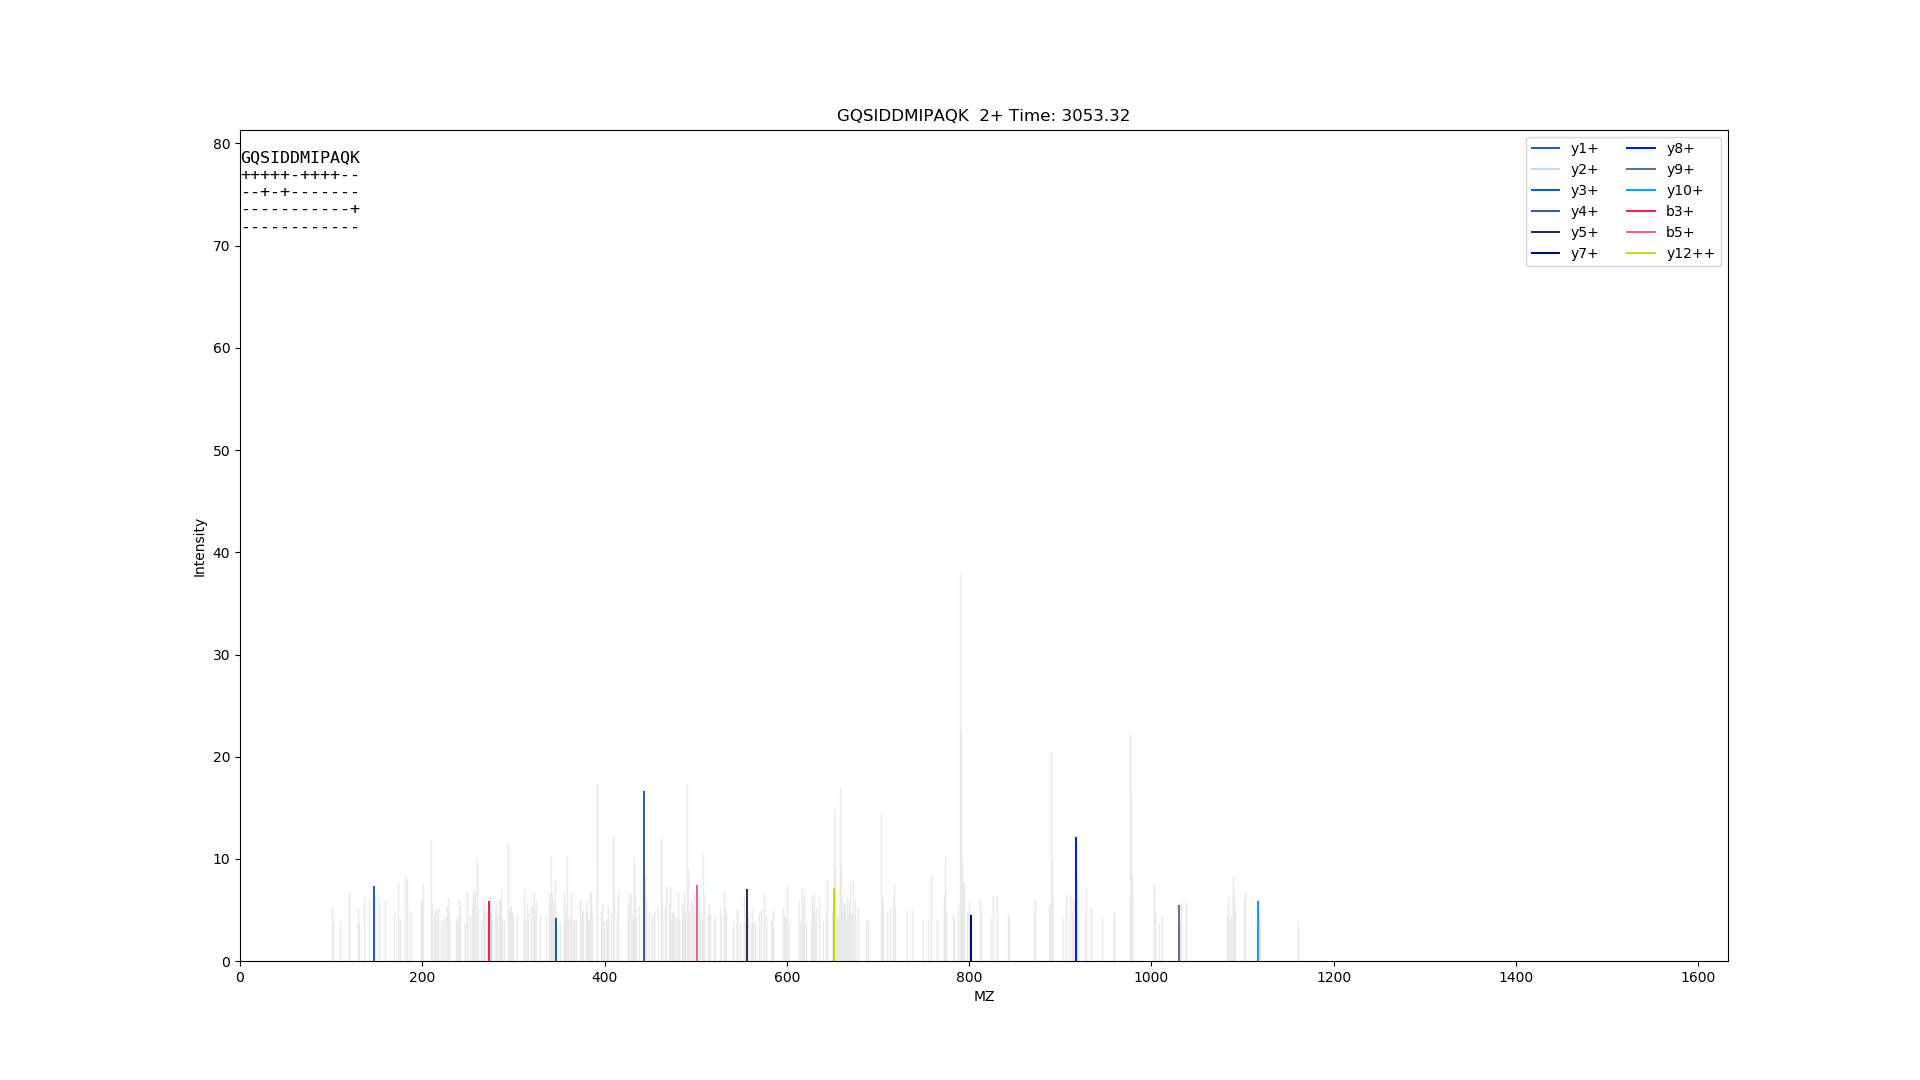 GQSIDDMIPAQK  2+ Time: 3053.32
GQSIDDMIPAQK
+++++-++++--
--+-+-------
-----------+
------------
y1+
y2+
y3+
y4+
y5+
y7+
y8+
y9+
y10+
b3+
b5+
y12++
80
70
60
50
40
30
20
10
0
Intensity
0 200 400 600 800 1000 1200 1400 1600
MZ